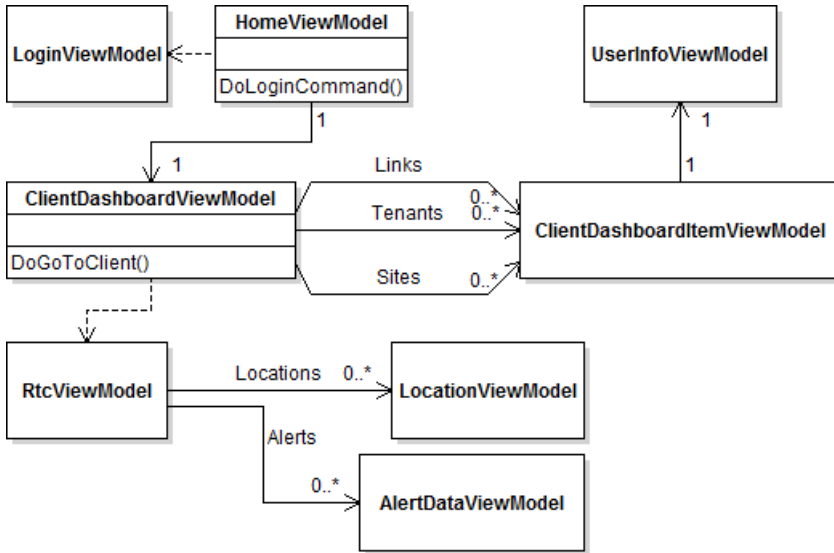 HomeViewModel
LoginViewModel
UserInfoViewModel
DoLoginCommand()
1
1
1
1
Links
ClientDashboardViewModel
0..*
Tenants
0..*
ClientDashboardItemViewModel
DoGoToClient()
Sites
0..*
Locations
0..*
RtcViewModel
LocationViewModel
Alerts
0..*
AlertDataViewModel